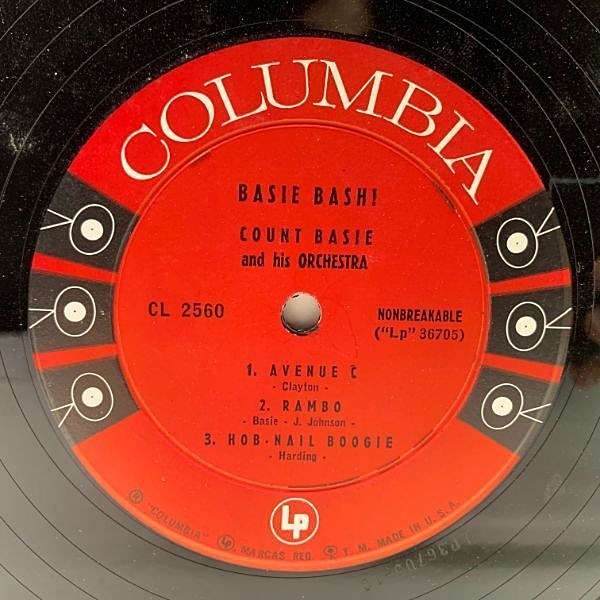 COLUMBIA
BASIE BASH!
COUNT BASIE
and his ORCHESTRA
CL 2560
NONBREAKABLE
("Lp" 36705)
1. AVENUE C
- Clayton -
2. RAMBO
- Basie - J. Johnson -
3. HOB-NAIL BOOGIE
- Harding -
Lp
® "COLUMBIA" Lp, MARCAS REG. T. M. MADE IN U. S. A.